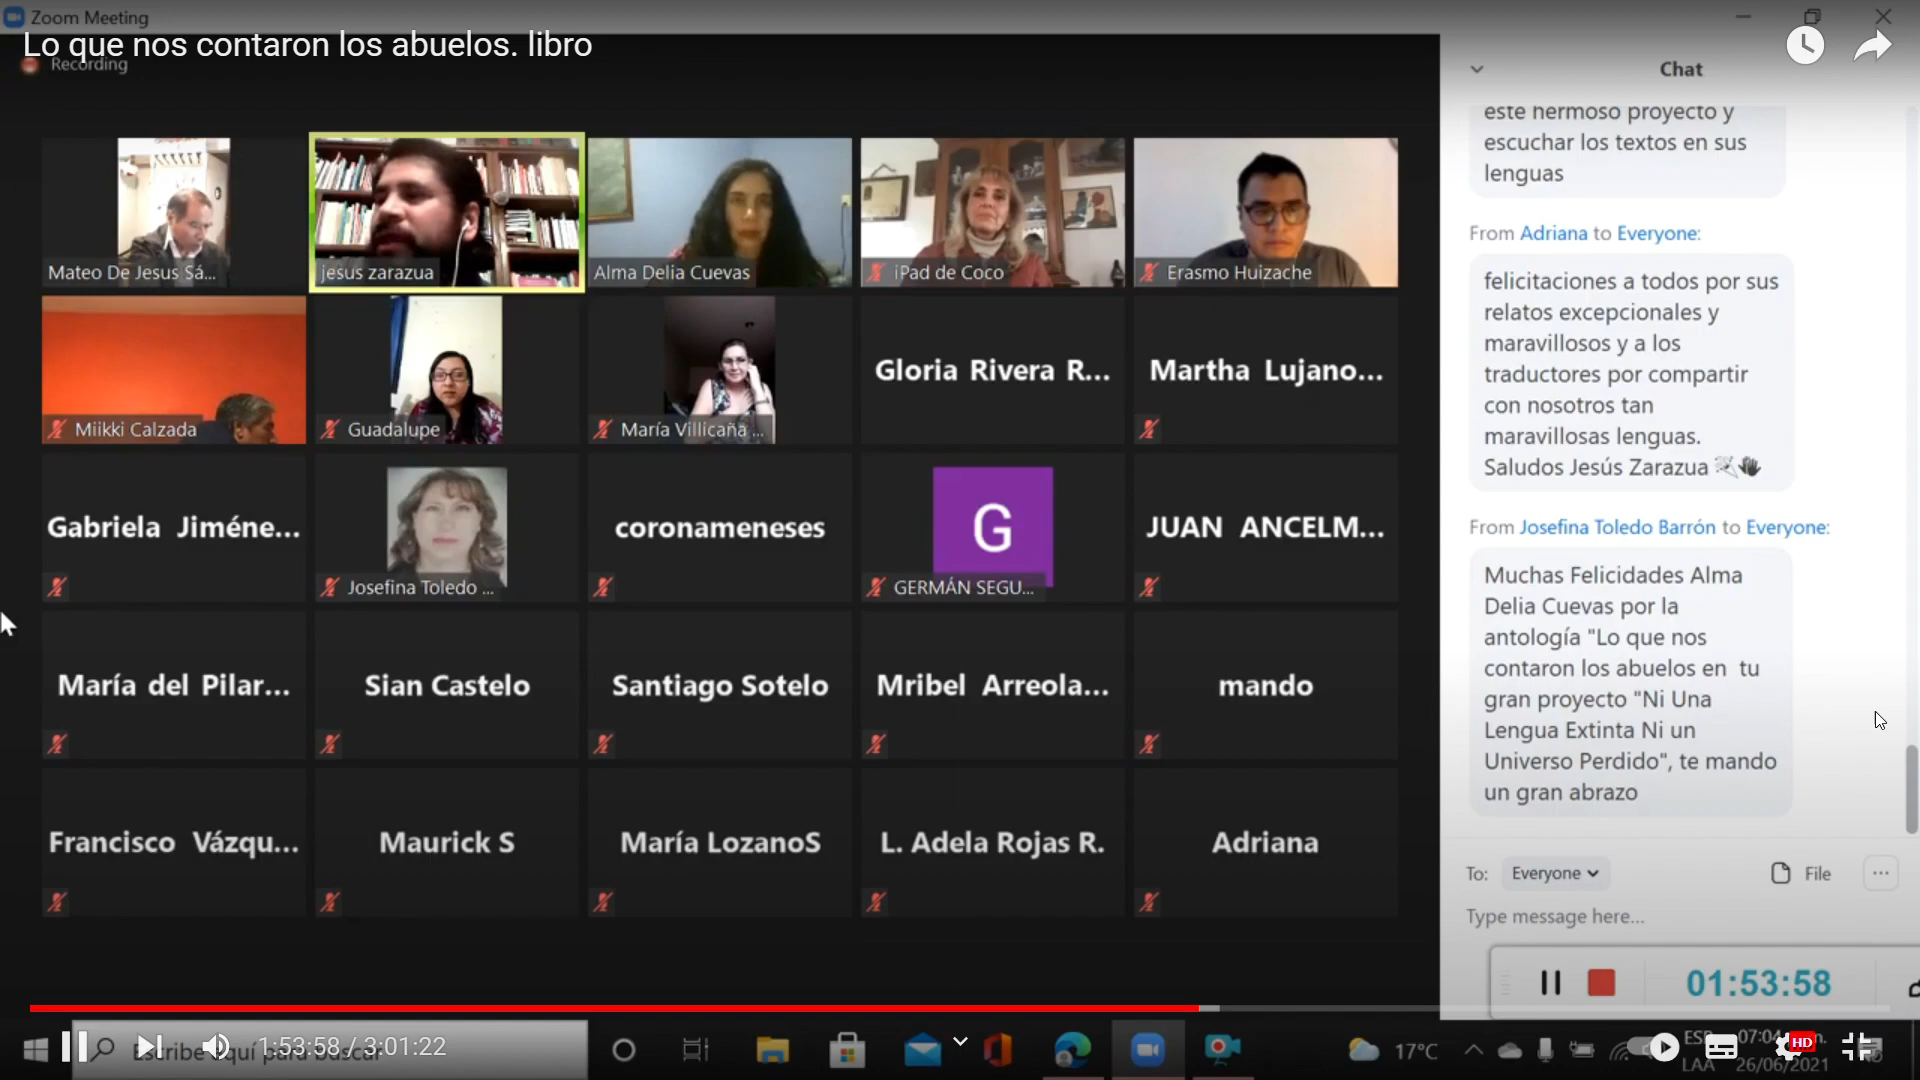 Zoom Meeting
Lo que nos contaron los abuelos. libro
Recording
Mateo De Jesus Sá...
jesus zarazua
Alma Delia Cuevas
iPad de Coco
Erasmo Huizache
Miikki Calzada
Guadalupe
María Villicaña ...
Gloria Rivera R...
Martha Lujano...
Gabriela Jiméne...
Josefina Toledo ...
coronameneses
G
GERMÁN SEGU...
JUAN ANCELM...
María del Pilar...
Sian Castelo
Santiago Sotelo
Mribel Arreola...
mando
Francisco Vázqu...
Maurick S
María LozanoS
L. Adela Rojas R.
Adriana
Chat
este hermoso proyecto y
escuchar los textos en sus
lenguas
From Adriana to Everyone:
felicitaciones a todos por sus
relatos excepcionales y
maravillosos y a los
traductores por compartir
con nosotros tan
maravillosas lenguas.
Saludos Jesús Zarazua
From Josefina Toledo Barrón to Everyone:
Muchas Felicidades Alma
Delia Cuevas por la
antología "Lo que nos
contaron los abuelos en tu
gran proyecto "Ni Una
Lengua Extinta Ni un
Universo Perdido", te mando
un gran abrazo
To: Everyone
File
...
Type message here...
01:53:58
Escribe aquí para buscar
1:53:58 / 3:01:22
17°C
ESP
07:04
HD
LAA
26/06/2021